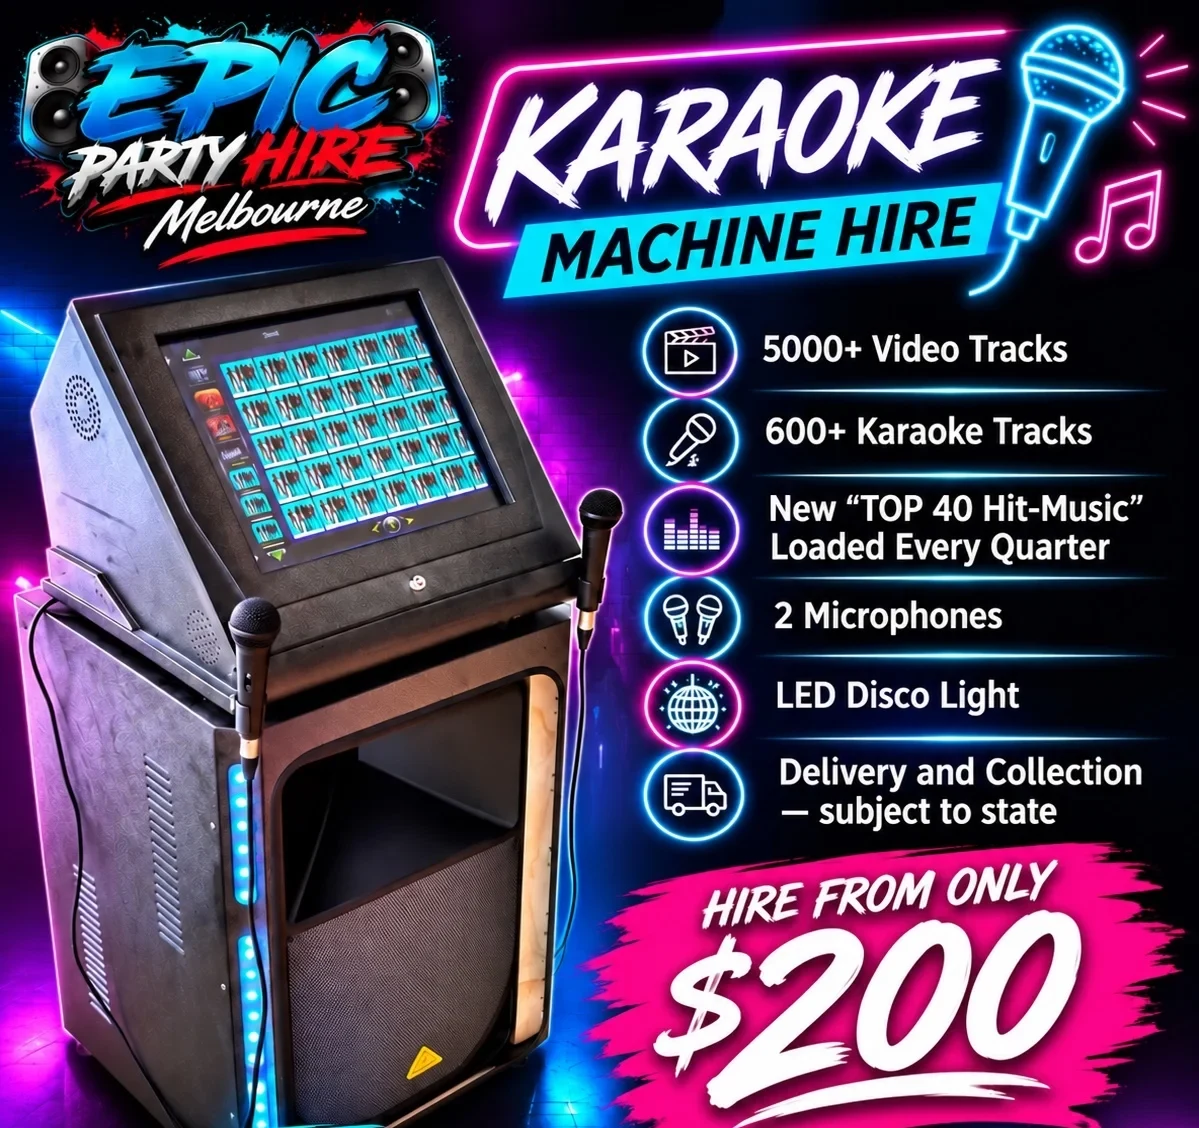 EPIC
PARTY HIRE
Melbourne
KARAOKE
MACHINE HIRE
5000+ Video Tracks
600+ Karaoke Tracks
New “TOP 40 Hit-Music”
Loaded Every Quarter
2 Microphones
LED Disco Light
Delivery and Collection
— subject to state
HIRE FROM ONLY
$200